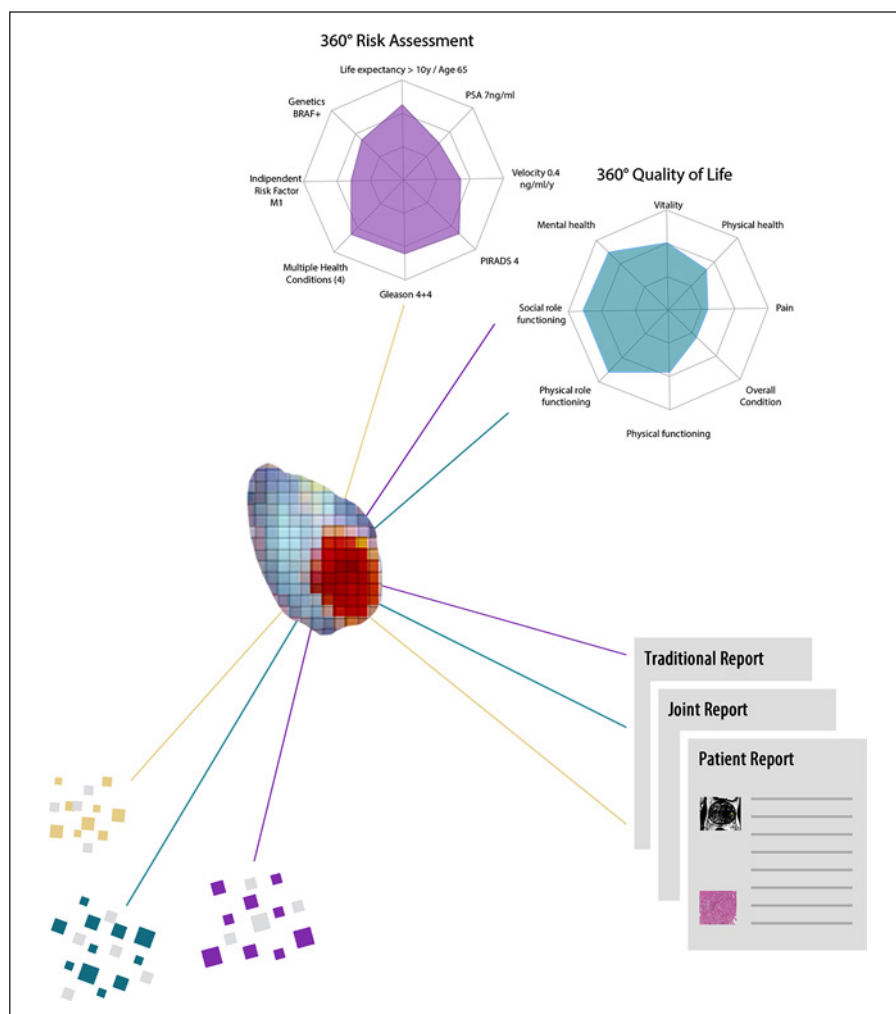 360° Risk Assessment
Life expectancy > 10y / Age 65
PSA 7ng/ml
Velocity 0.4
ng/ml/y
PIRADS 4
Gleason 4+4
Multiple Health
Conditions (4)
Indipendent
Risk Factor
M1
Genetics
BRAF+
360° Quality of Life
Vitality
Physical health
Pain
Overall
Condition
Physical functioning
Physical role
functioning
Social role
functioning
Mental health
Traditional Report
Joint Report
Patient Report